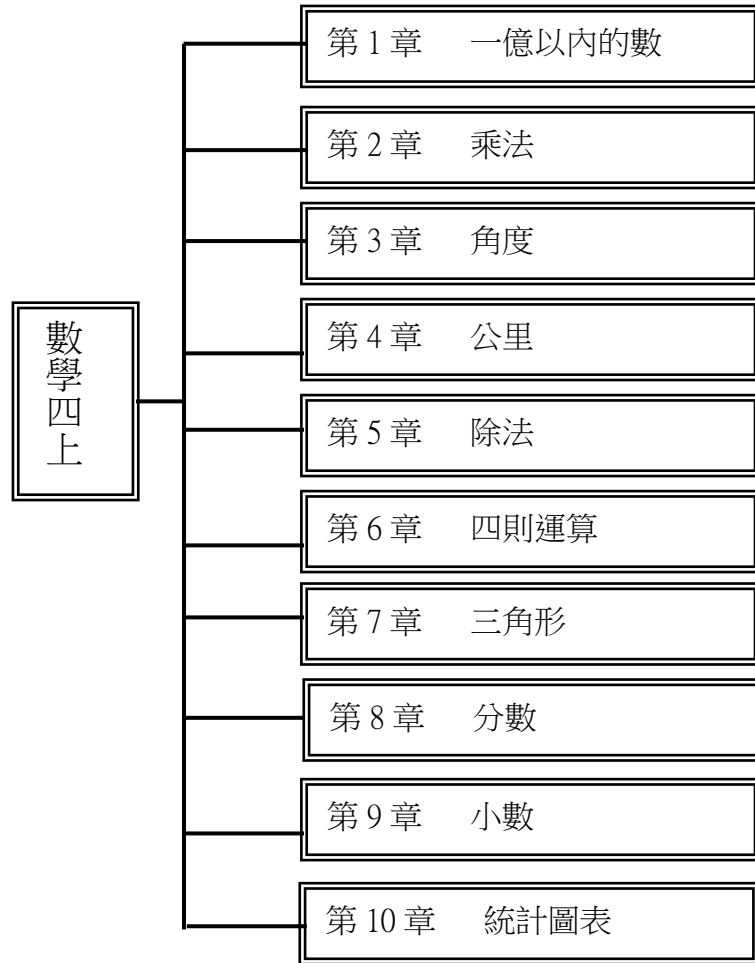 數學四上
第 1 章 一億以內的數
第 2 章 乘法
第 3 章 角度
第 4 章 公里
第 5 章 除法
第 6 章 四則運算
第 7 章 三角形
第 8 章 分數
第 9 章 小數
第 10 章 統計圖表